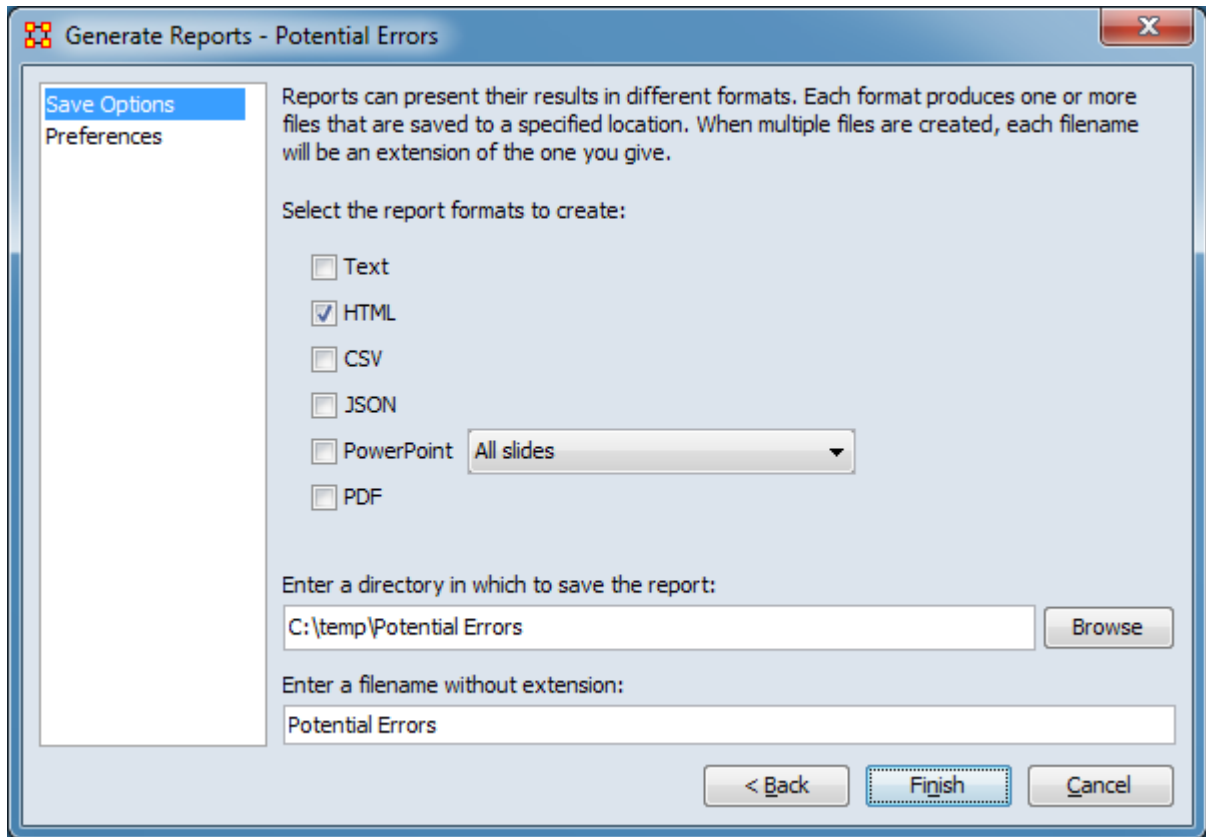 Generate Reports - Potential Errors
Save Options
Preferences
Reports can present their results in different formats. Each format produces one or more
files that are saved to a specified location. When multiple files are created, each filename
will be an extension of the one you give.
Select the report formats to create:
Text
HTML
CSV
JSON
PowerPoint All slides
PDF
Enter a directory in which to save the report:
C:\temp\Potential Errors Browse
Enter a filename without extension:
Potential Errors
< Back Finish Cancel